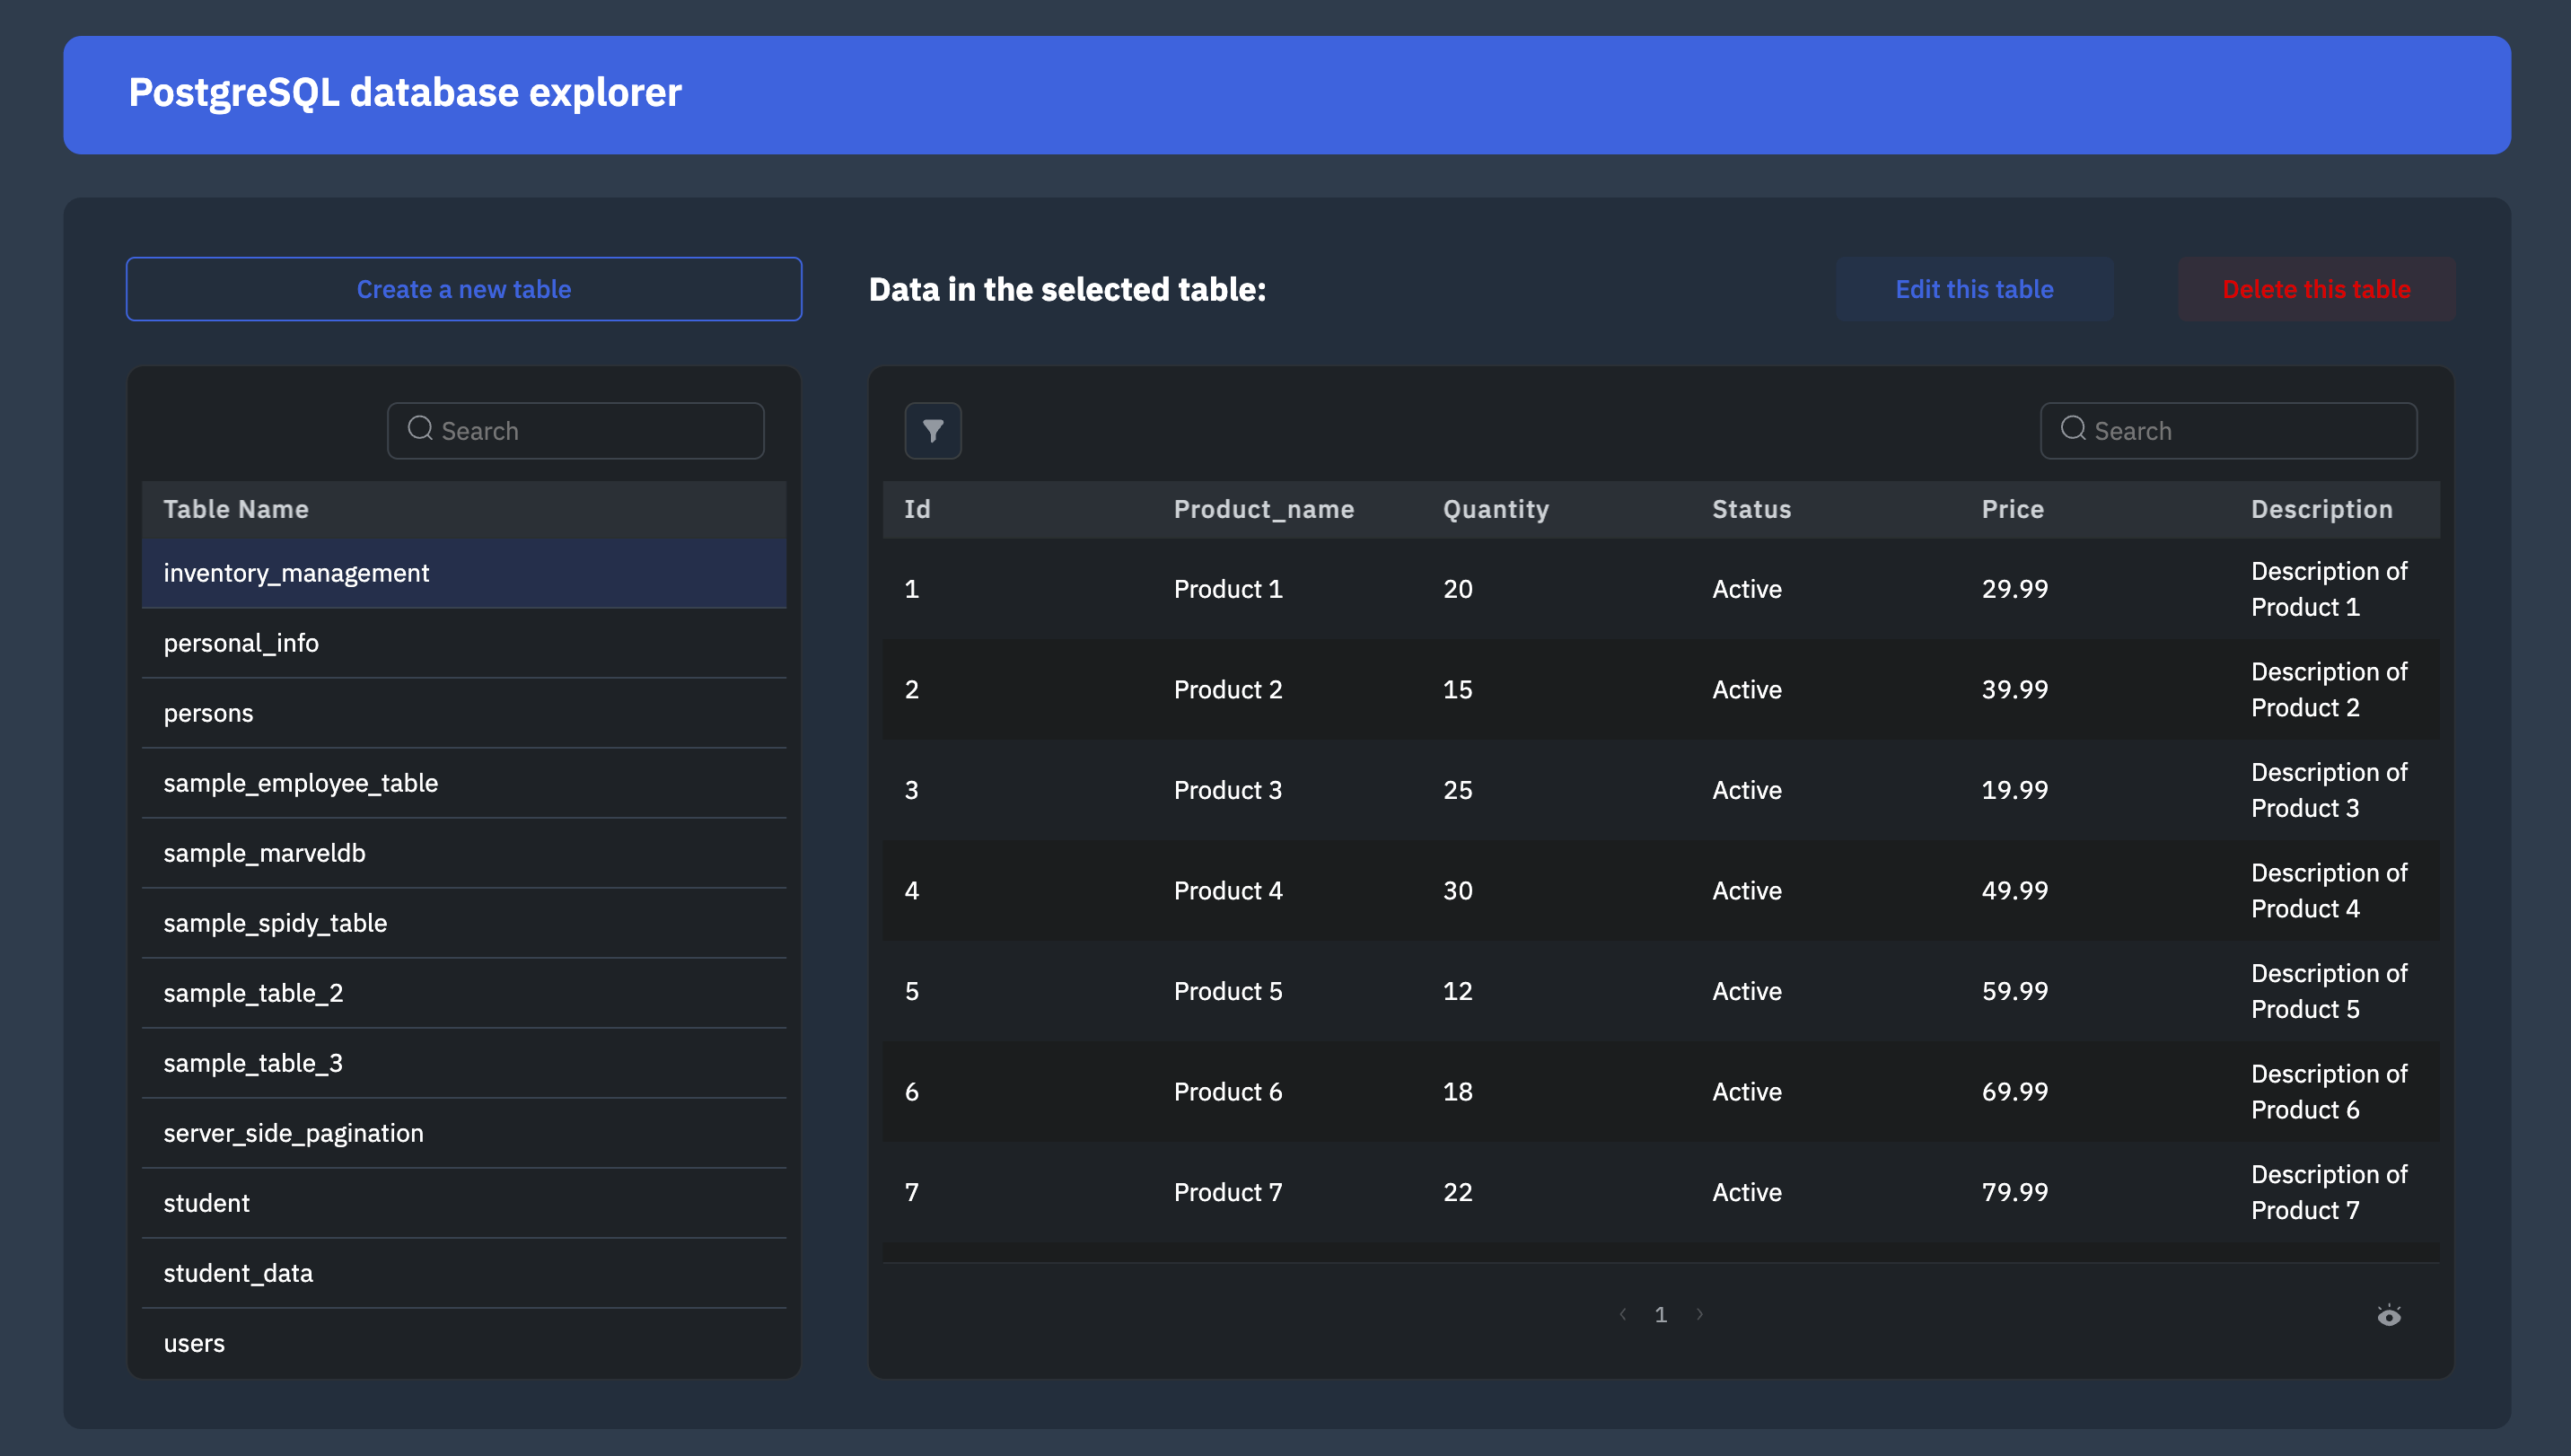 PostgreSQL database explorer
Create a new table
Data in the selected table:
Edit this table
Delete this table
Search
Table Name
inventory_management
personal_info
persons
sample_employee_table
sample_marveldb
sample_spidy_table
sample_table_2
sample_table_3
server_side_pagination
student
student_data
users
Search
Id Product_name Quantity Status Price Description
1 Product 1 20 Active 29.99 Description of
Product 1
2 Product 2 15 Active 39.99 Description of
Product 2
3 Product 3 25 Active 19.99 Description of
Product 3
4 Product 4 30 Active 49.99 Description of
Product 4
5 Product 5 12 Active 59.99 Description of
Product 5
6 Product 6 18 Active 69.99 Description of
Product 6
7 Product 7 22 Active 79.99 Description of
Product 7
1